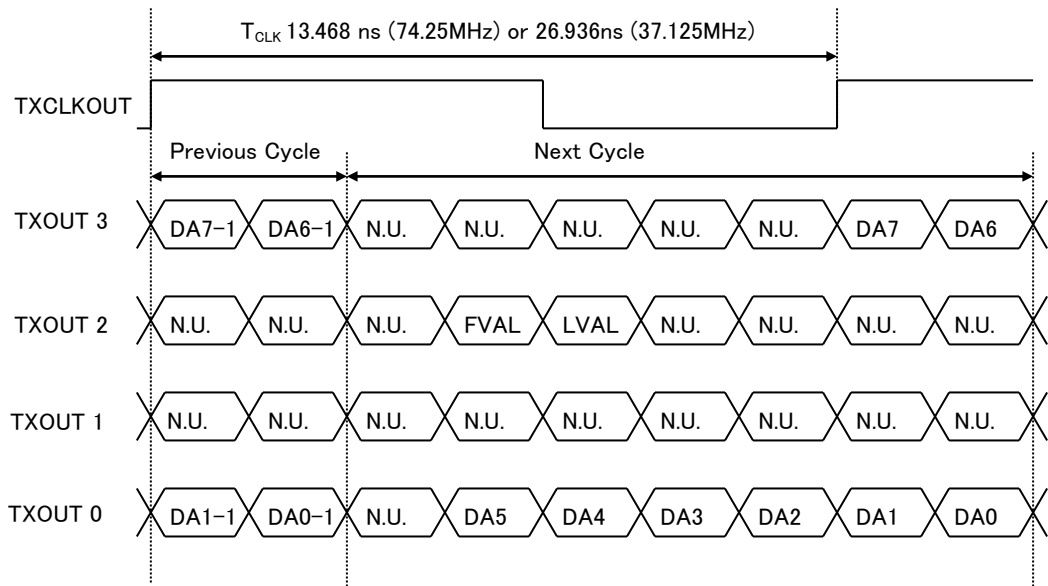 T_CLK 13.468 ns (74.25MHz) or 26.936ns (37.125MHz)
TXCLKOUT
Previous Cycle Next Cycle
TXOUT 3 DA7-1 DA6-1 N.U. N.U. N.U. N.U. N.U. DA7 DA6
TXOUT 2 N.U. N.U. N.U. FVAL LVAL N.U. N.U. N.U. N.U.
TXOUT 1 N.U. N.U. N.U. N.U. N.U. N.U. N.U. N.U. N.U.
TXOUT 0 DA1-1 DA0-1 N.U. DA5 DA4 DA3 DA2 DA1 DA0